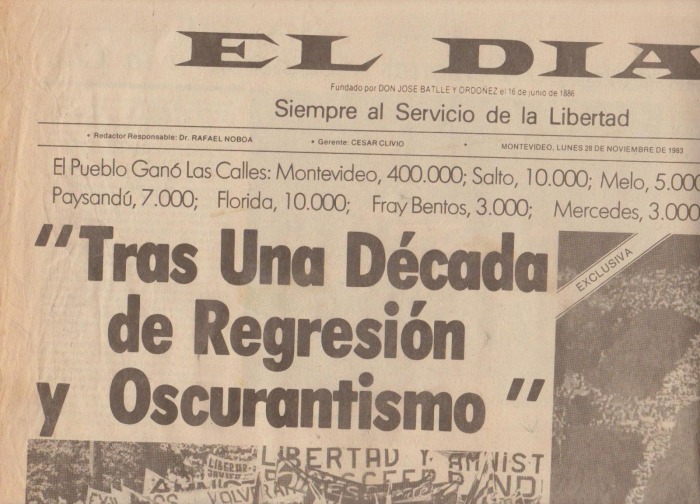 EL DIA
Fundado por DON JOSE BATLLE Y ORDOÑEZ el 16 de junio de 1886
Siempre al Servicio de la Libertad
• Redactor Responsable: Dr. RAFAEL NOBOA • Gerente: CESAR CLIVIO • MONTEVIDEO, LUNES 28 DE NOVIEMBRE DE 1983
El Pueblo Ganó Las Calles: Montevideo, 400.000; Salto, 10.000; Melo, 5.000
Paysandú, 7.000; Florida, 10.000; Fray Bentos, 3.000; Mercedes, 3.000
"Tras Una Década
de Regresión
y Oscurantismo"
EXCLUSIVA
LIBERTAD Y AMNIST
VOLVER